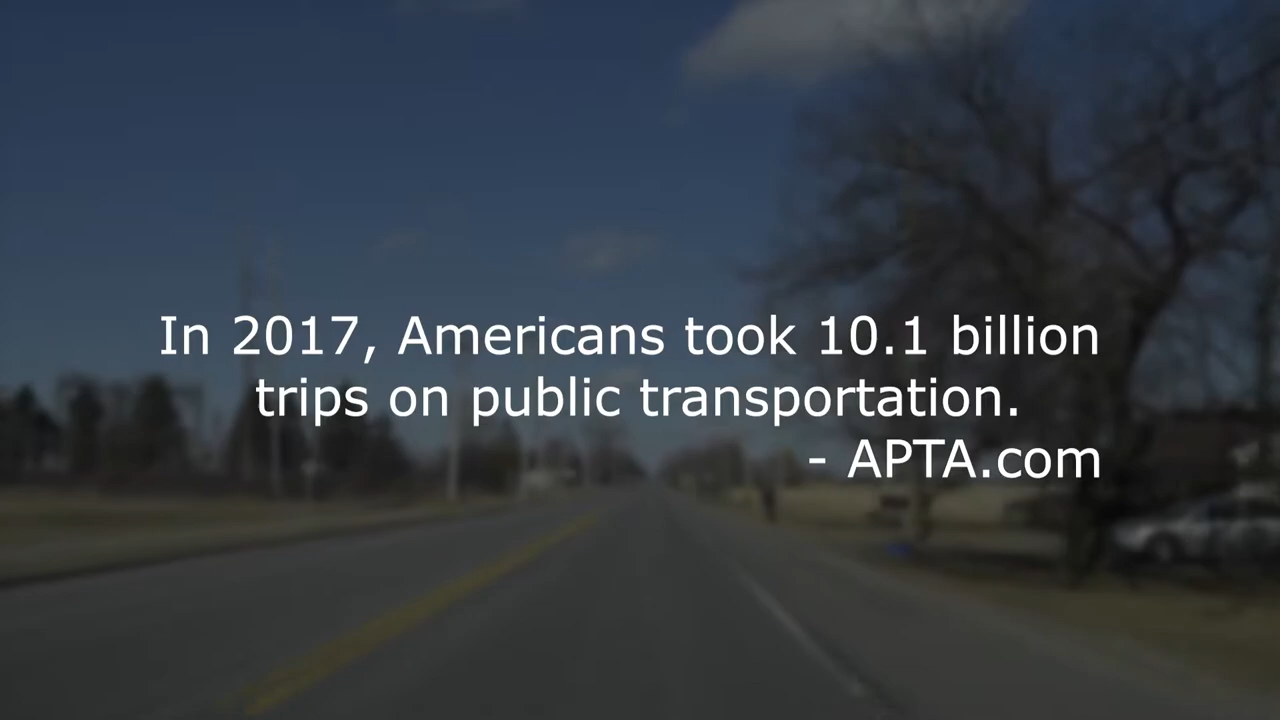 In 2017, Americans took 10.1 billion
trips on public transportation.
- APTA.com